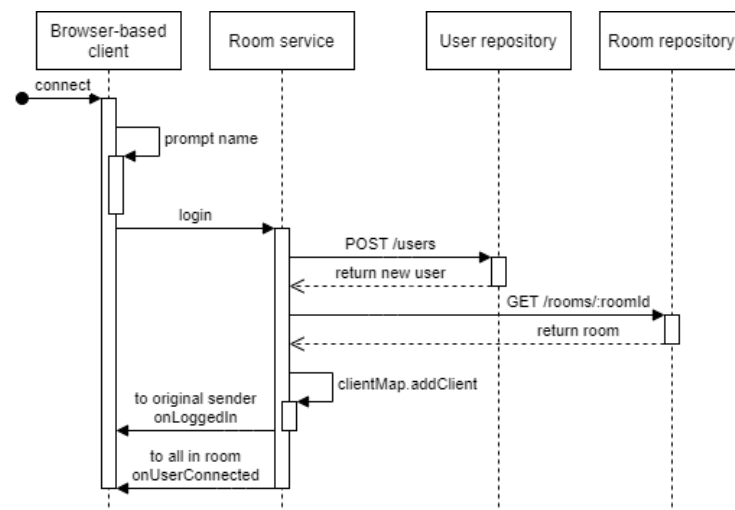 Browser-based
client
Room service
User repository
Room repository
connect
prompt name
login
POST /users
return new user
GET /rooms/:roomId
return room
clientMap.addClient
to original sender
onLoggedIn
to all in room
onUserConnected